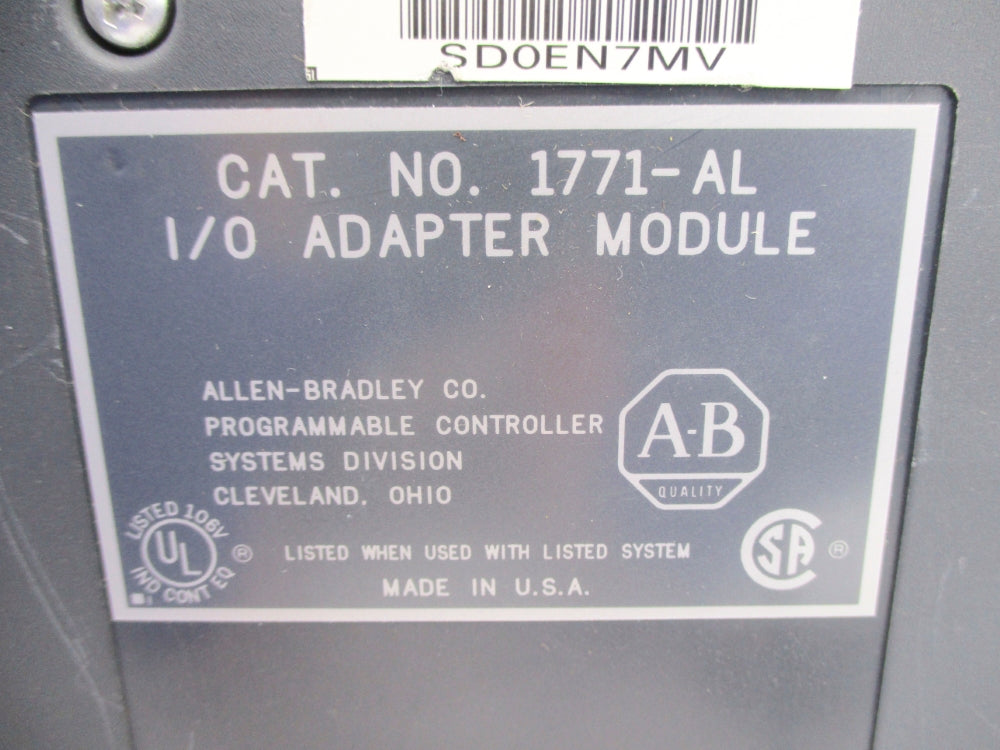 SD0EN7MV
CAT. NO. 1771-AL
I/O ADAPTER MODULE
ALLEN-BRADLEY CO.
PROGRAMMABLE CONTROLLER
SYSTEMS DIVISION
CLEVELAND, OHIO
A-B
QUALITY
LISTED 106V
UL
®
IND CONT EQ
LISTED WHEN USED WITH LISTED SYSTEM
SA
®
MADE IN U.S.A.